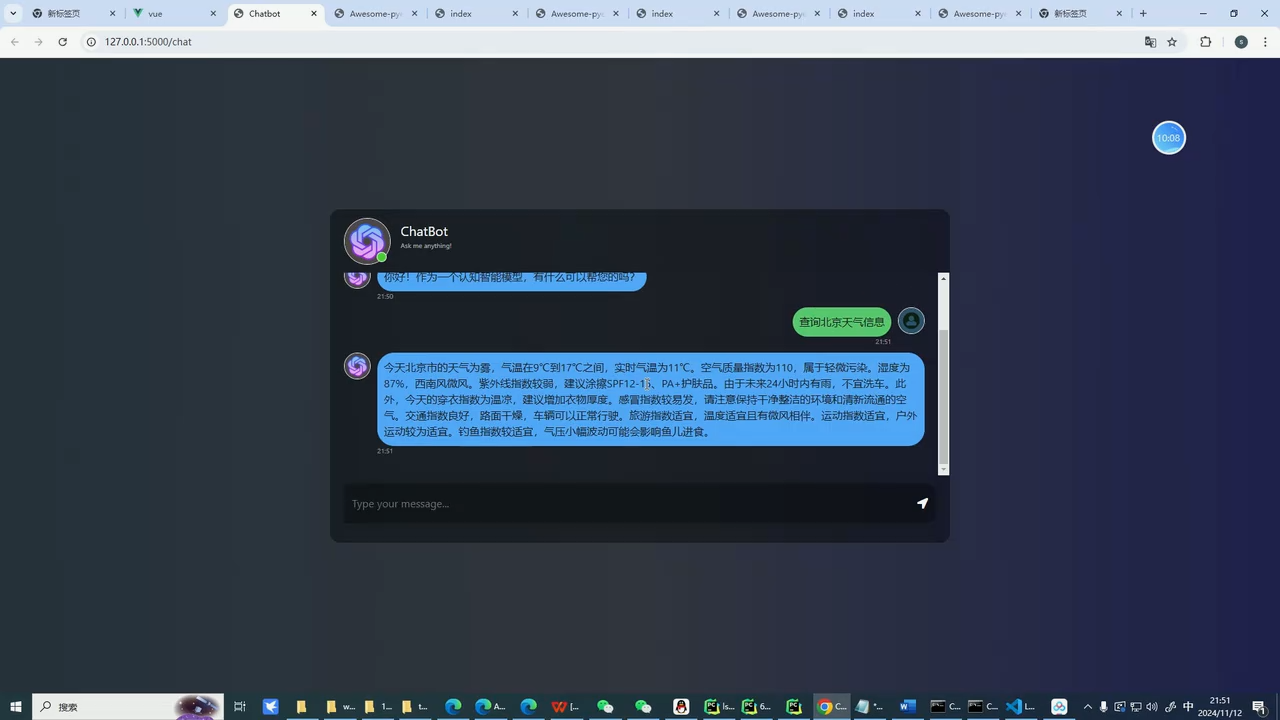 新标签页
vue
Chatbot
Awesome-py
index
Awesome-pyt
index
Awesome-pyt
index
Awesome-pyt
新标签页
127.0.0.1:5000/chat
S
10:08
ChatBot
Ask me anything!
你好！作为一个认知智能模型，有什么可以帮您的吗？
21:50
查询北京天气信息
21:51
今天北京市的天气为雾，气温在9℃到17℃之间，实时气温为11℃。空气质量指数为110，属于轻微污染。湿度为
87%，西南风微风。紫外线指数较弱，建议涂擦SPF12-15、PA+护肤品。由于未来24小时内有雨，不宜洗车。此
外，今天的穿衣指数为温凉，建议增加衣物厚度。感冒指数较易发，请注意保持干净整洁的环境和清新流通的空
气。交通指数良好，路面干燥，车辆可以正常行驶。旅游指数适宜，温度适宜且有微风相伴。运动指数适宜，户外
运动较为适宜。钓鱼指数较适宜，气压小幅波动可能会影响鱼儿进食。
21:51
Type your message...
搜索
w...
1...
t...
A...
[...
ls...
6...
C...
*...
L...
中
21:51
2024/11/12